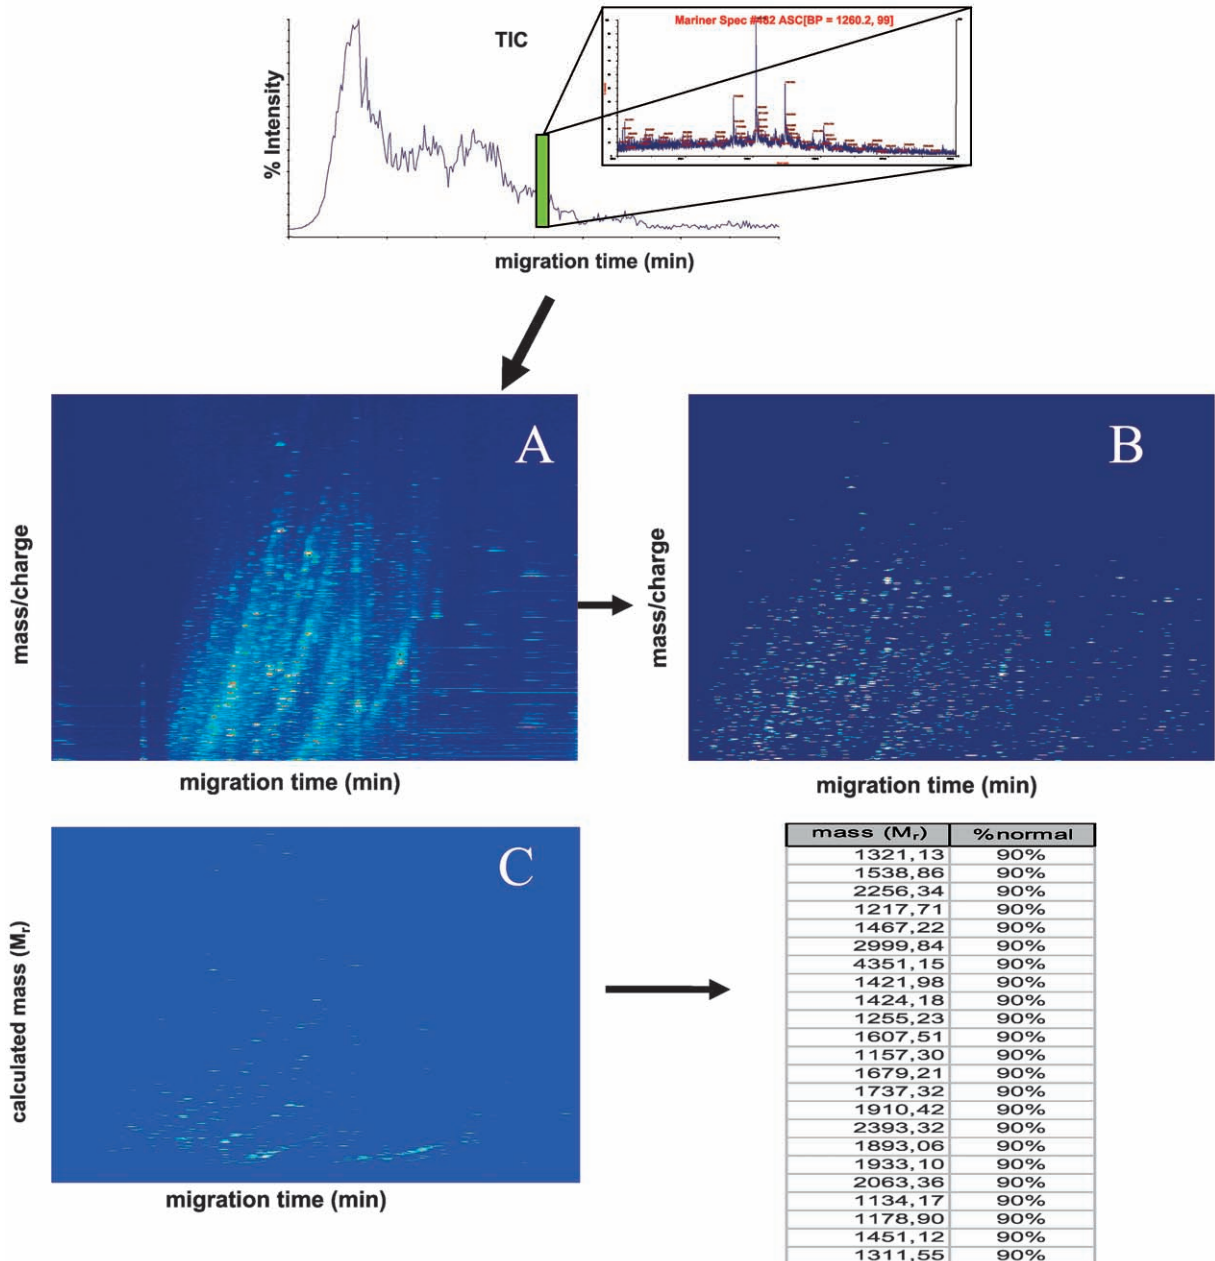 TIC
Mariner Spec #482 ASC[BP = 1260.2, 99]
% Intensity
migration time (min)
A
mass/charge
migration time (min)
B
mass/charge
migration time (min)
C
calculated mass (Mr)
migration time (min)
mass (Mr) %normal
1321,13 90%
1538,86 90%
2256,34 90%
1217,71 90%
1467,22 90%
2999,84 90%
4351,15 90%
1421,98 90%
1424,18 90%
1255,23 90%
1607,51 90%
1157,30 90%
1679,21 90%
1737,32 90%
1910,42 90%
2393,32 90%
1893,06 90%
1933,10 90%
2063,36 90%
1134,17 90%
1178,90 90%
1451,12 90%
1311,55 90%